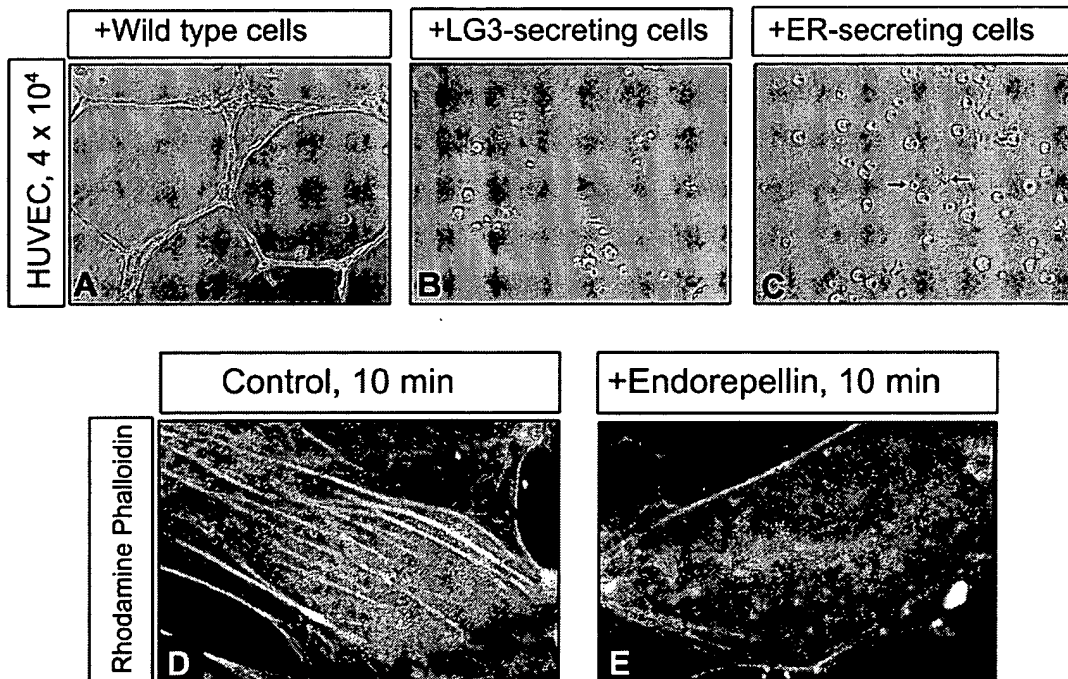 +Wild type cells
+LG3-secreting cells
+ER-secreting cells
HUVEC, 4 x 10⁴
A
B
C
Control, 10 min
+Endorepellin, 10 min
Rhodamine Phalloidin
D
E